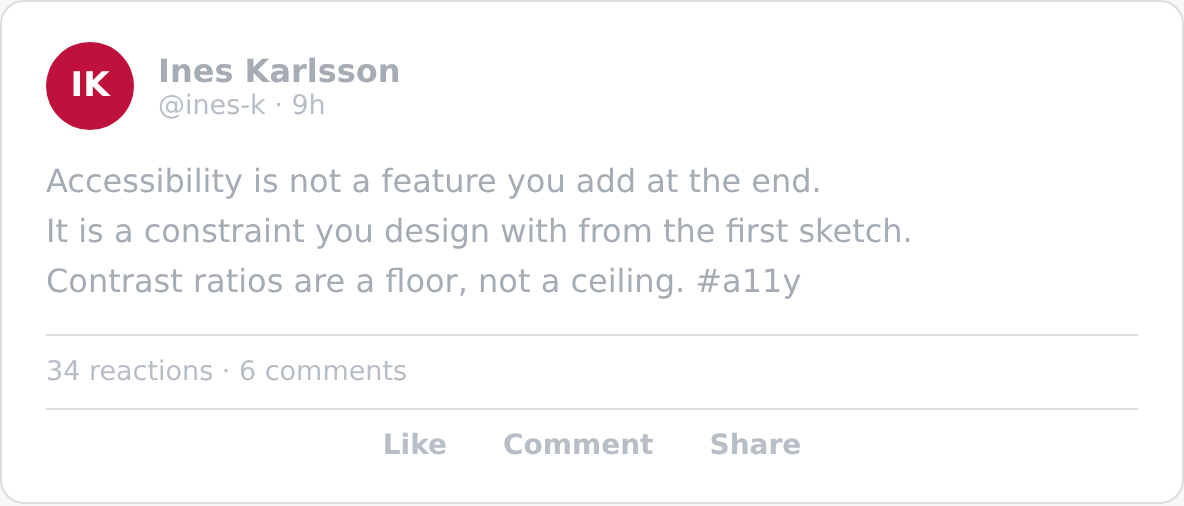 IK
Ines Karlsson
@ines-k · 9h
Accessibility is not a feature you add at the end.
It is a constraint you design with from the first sketch.
Contrast ratios are a floor, not a ceiling. #a11y
34 reactions · 6 comments
Like Comment Share